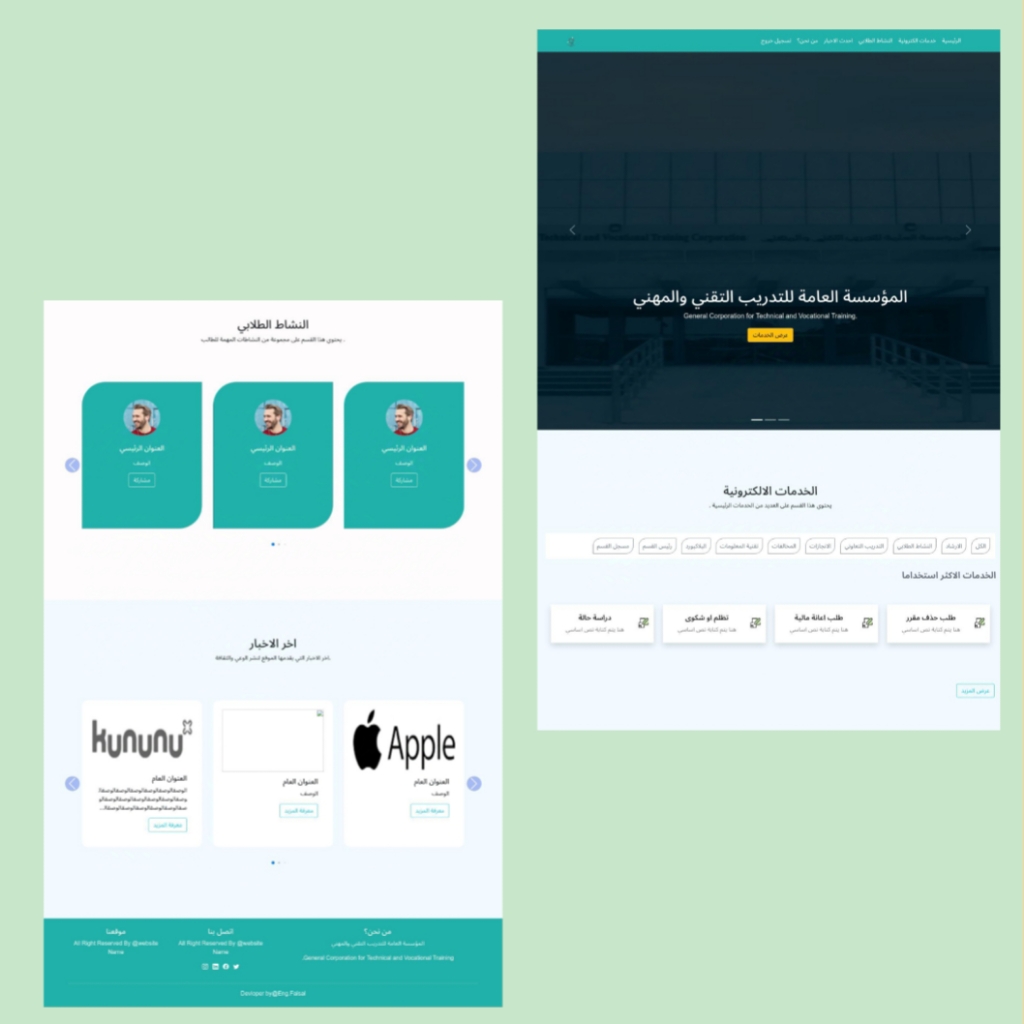 الرئيسية خدمات الكترونية النشاط الطلابي احدث الاخبار من نحن؟ تسجيل خروج
المؤسسة العامة للتدريب التقني والمهني
General Corporation for Technical and Vocational Training.
عرض الخدمات
الخدمات الالكترونية
يحتوي هذا القسم على العديد من الخدمات الرئيسية .
الكل الارشاد النشاط الطلابي التدريب التعاوني الانجازات المخالفات تقنية المعلومات البلاكبورد رئيس القسم مسجل القسم
الخدمات الاكثر استخداما
طلب حذف مقرر
هنا يتم كتابة نص اساسي
طلب اعانة مالية
هنا يتم كتابة نص اساسي
تظلم او شكوى
هنا يتم كتابة نص اساسي
دراسة حالة
هنا يتم كتابة نص اساسي
عرض المزيد
النشاط الطلابي
. يحتوي هذا القسم على مجموعة من النشاطات المهمة للطالب
العنوان الرئيسي
الوصف
مشاركة
العنوان الرئيسي
الوصف
مشاركة
العنوان الرئيسي
الوصف
مشاركة
اخر الاخبار
.اخر الاخبار التي يقدمها الموقع لنشر الوعي والثقافة
Apple
العنوان العام
الوصف
معرفة المزيد
العنوان العام
الوصف
معرفة المزيد
kununu
العنوان العام
معرفة المزيد
من نحن؟
المؤسسة العامة للتدريب التقني والمهني
.General Corporation for Technical and Vocational Training
اتصل بنا
All Right Reserved By @website
Name
موقعنا
All Right Reserved By @website
Name
Devloper by@Eng.Faisal